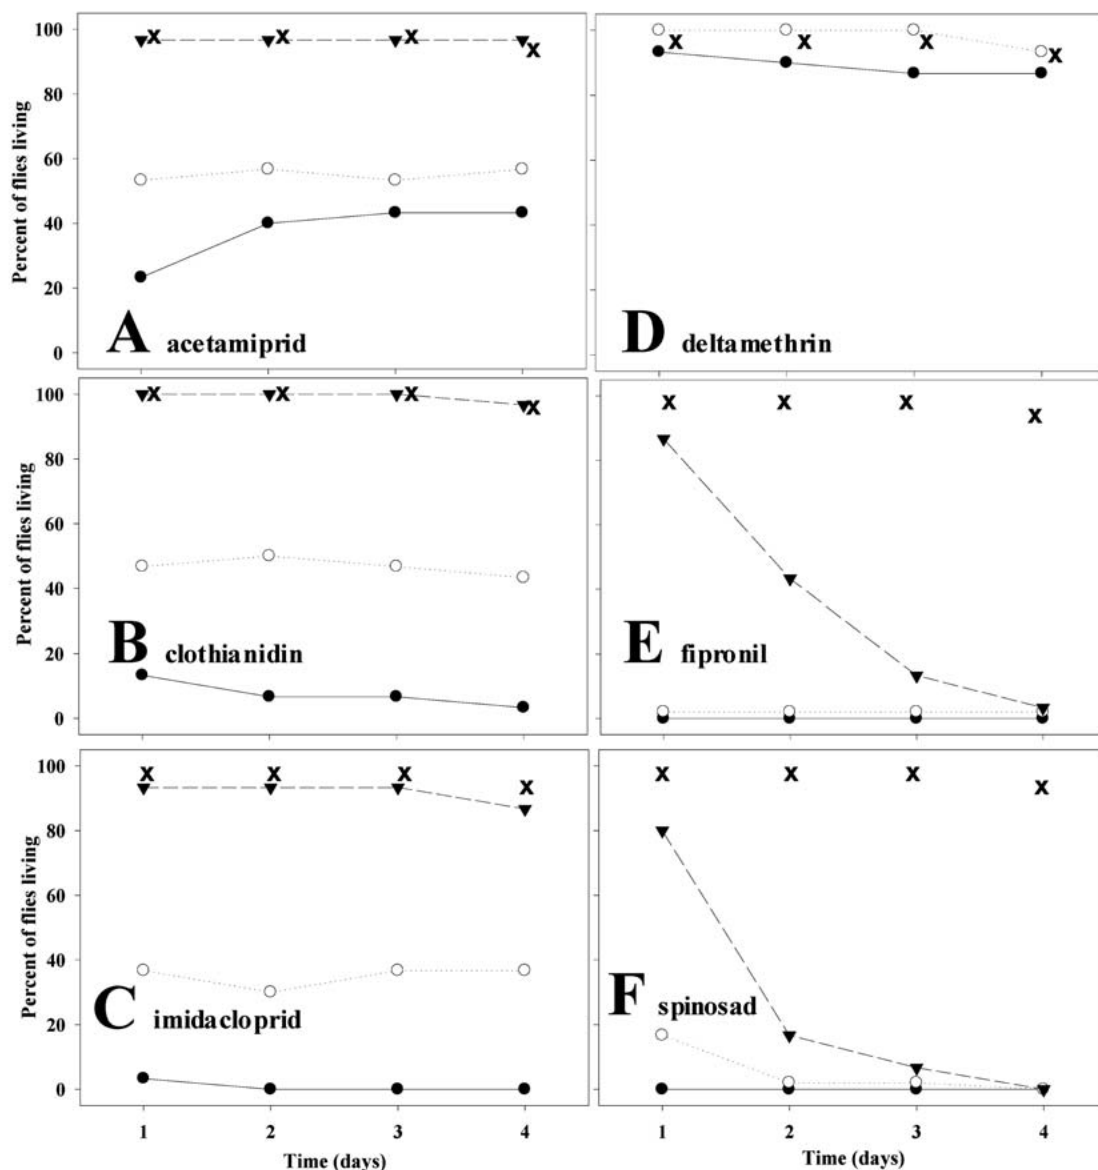 100
80
60
40
20
0
Percent of flies living
A acetamiprid
D deltamethrin
100
80
60
40
20
0
Percent of flies living
B clothianidin
E fipronil
100
80
60
40
20
0
Percent of flies living
C imidacloprid
F spinosad
1 2 3 4
Time (days)
1 2 3 4
Time (days)